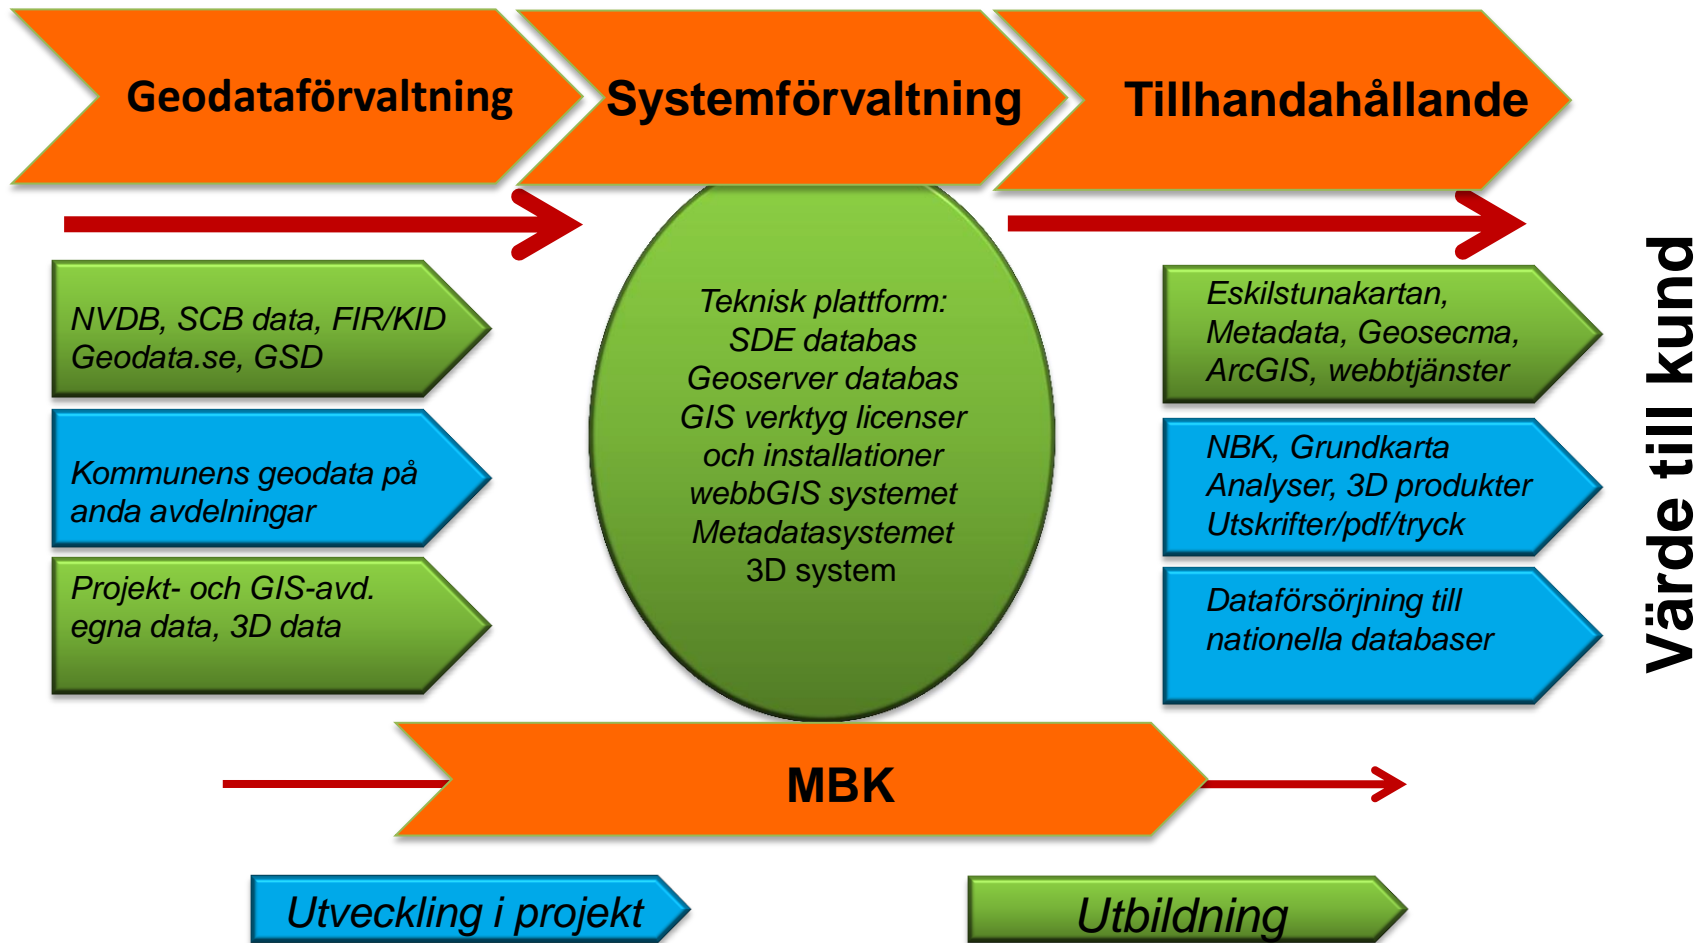 Geodataförvaltning
Systemförvaltning
Tillhandahållande
NVDB, SCB data, FIR/KID
Geodata.se, GSD
Kommunens geodata på
anda avdelningar
Projekt- och GIS-avd.
egna data, 3D data
Teknisk plattform:
SDE databas
Geoserver databas
GIS verktyg licenser
och installationer
webbGIS systemet
Metadatasystemet
3D system
Eskilstunakartan,
Metadata, Geosecma,
ArcGIS, webbtjänster
NBK, Grundkarta
Analyser, 3D produkter
Utskrifter/pdf/tryck
Dataförsörjning till
nationella databaser
Värde till kund
MBK
Utveckling i projekt
Utbildning